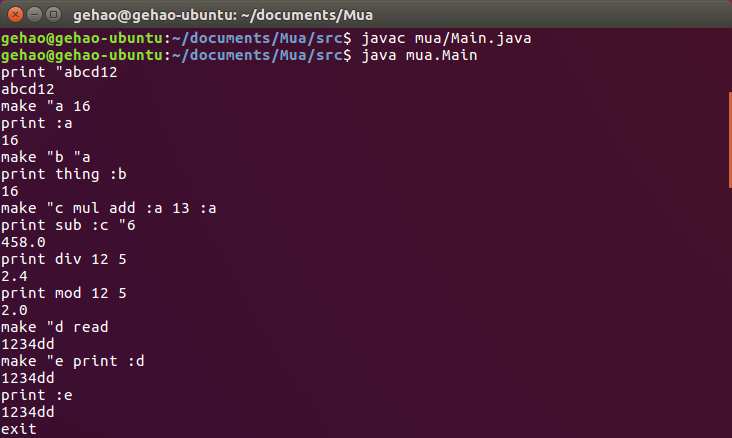 gehao@gehao-ubuntu: ~/documents/Mua
gehao@gehao-ubuntu:~/documents/Mua/src$ javac mua/Main.java
gehao@gehao-ubuntu:~/documents/Mua/src$ java mua.Main
print "abcd12
abcd12
make "a 16
print :a
16
make "b "a
print thing :b
16
make "c mul add :a 13 :a
print sub :c "6
458.0
print div 12 5
2.4
print mod 12 5
2.0
make "d read
1234dd
make "e print :d
1234dd
print :e
1234dd
exit